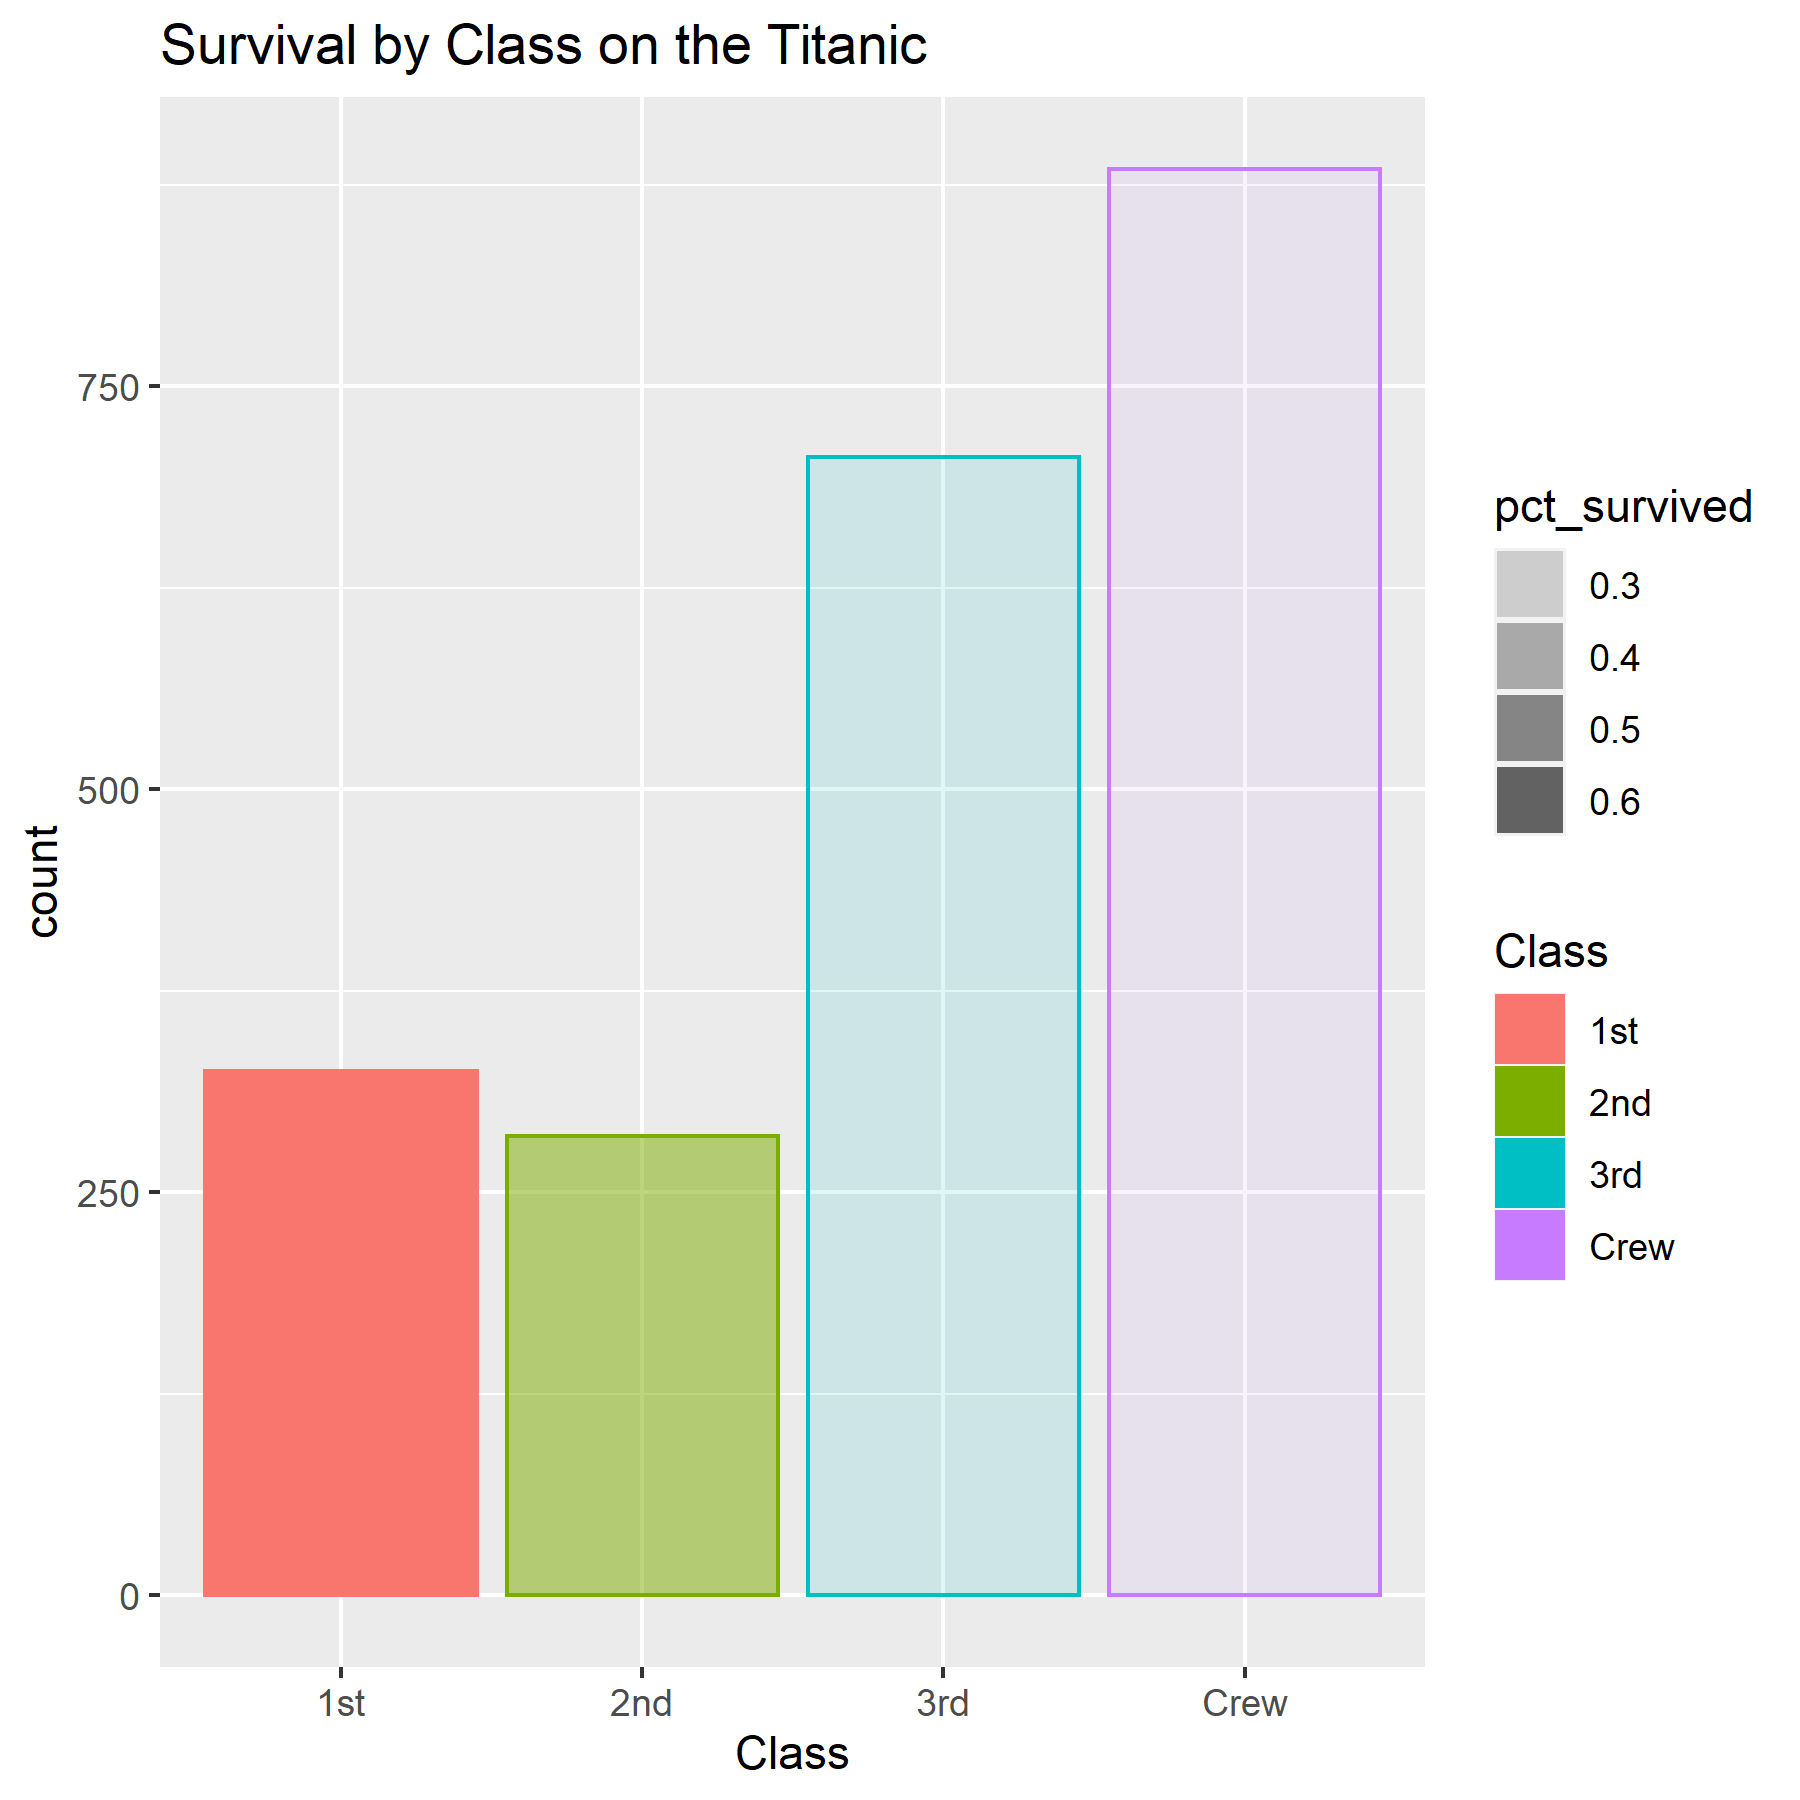 Survival by Class on the Titanic
count
750
500
250
0
1st
2nd
3rd
Crew
Class
pct_survived
0.3
0.4
0.5
0.6
Class
1st
2nd
3rd
Crew